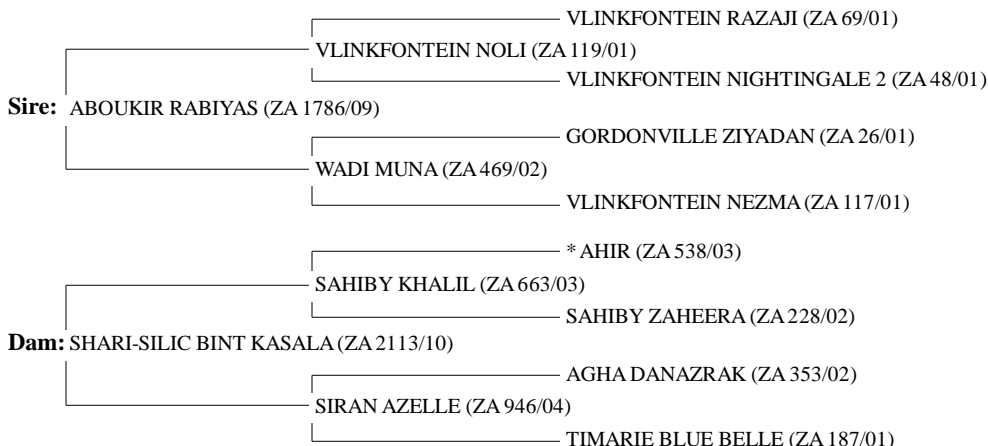 VLINKFONTEIN RAZAJI (ZA 69/01)
VLINKFONTEIN NOLI (ZA 119/01)
VLINKFONTEIN NIGHTINGALE 2 (ZA 48/01)
Sire: ABOUKIR RABIYAS (ZA 1786/09)
GORDONVILLE ZIYADAN (ZA 26/01)
WADI MUNA (ZA 469/02)
VLINKFONTEIN NEZMA (ZA 117/01)
* AHIR (ZA 538/03)
SAHIBY KHALIL (ZA 663/03)
SAHIBY ZAHEERA (ZA 228/02)
Dam: SHARI-SILIC BINT KASALA (ZA 2113/10)
AGHA DANAZRAK (ZA 353/02)
SIRAN AZELLE (ZA 946/04)
TIMARIE BLUE BELLE (ZA 187/01)